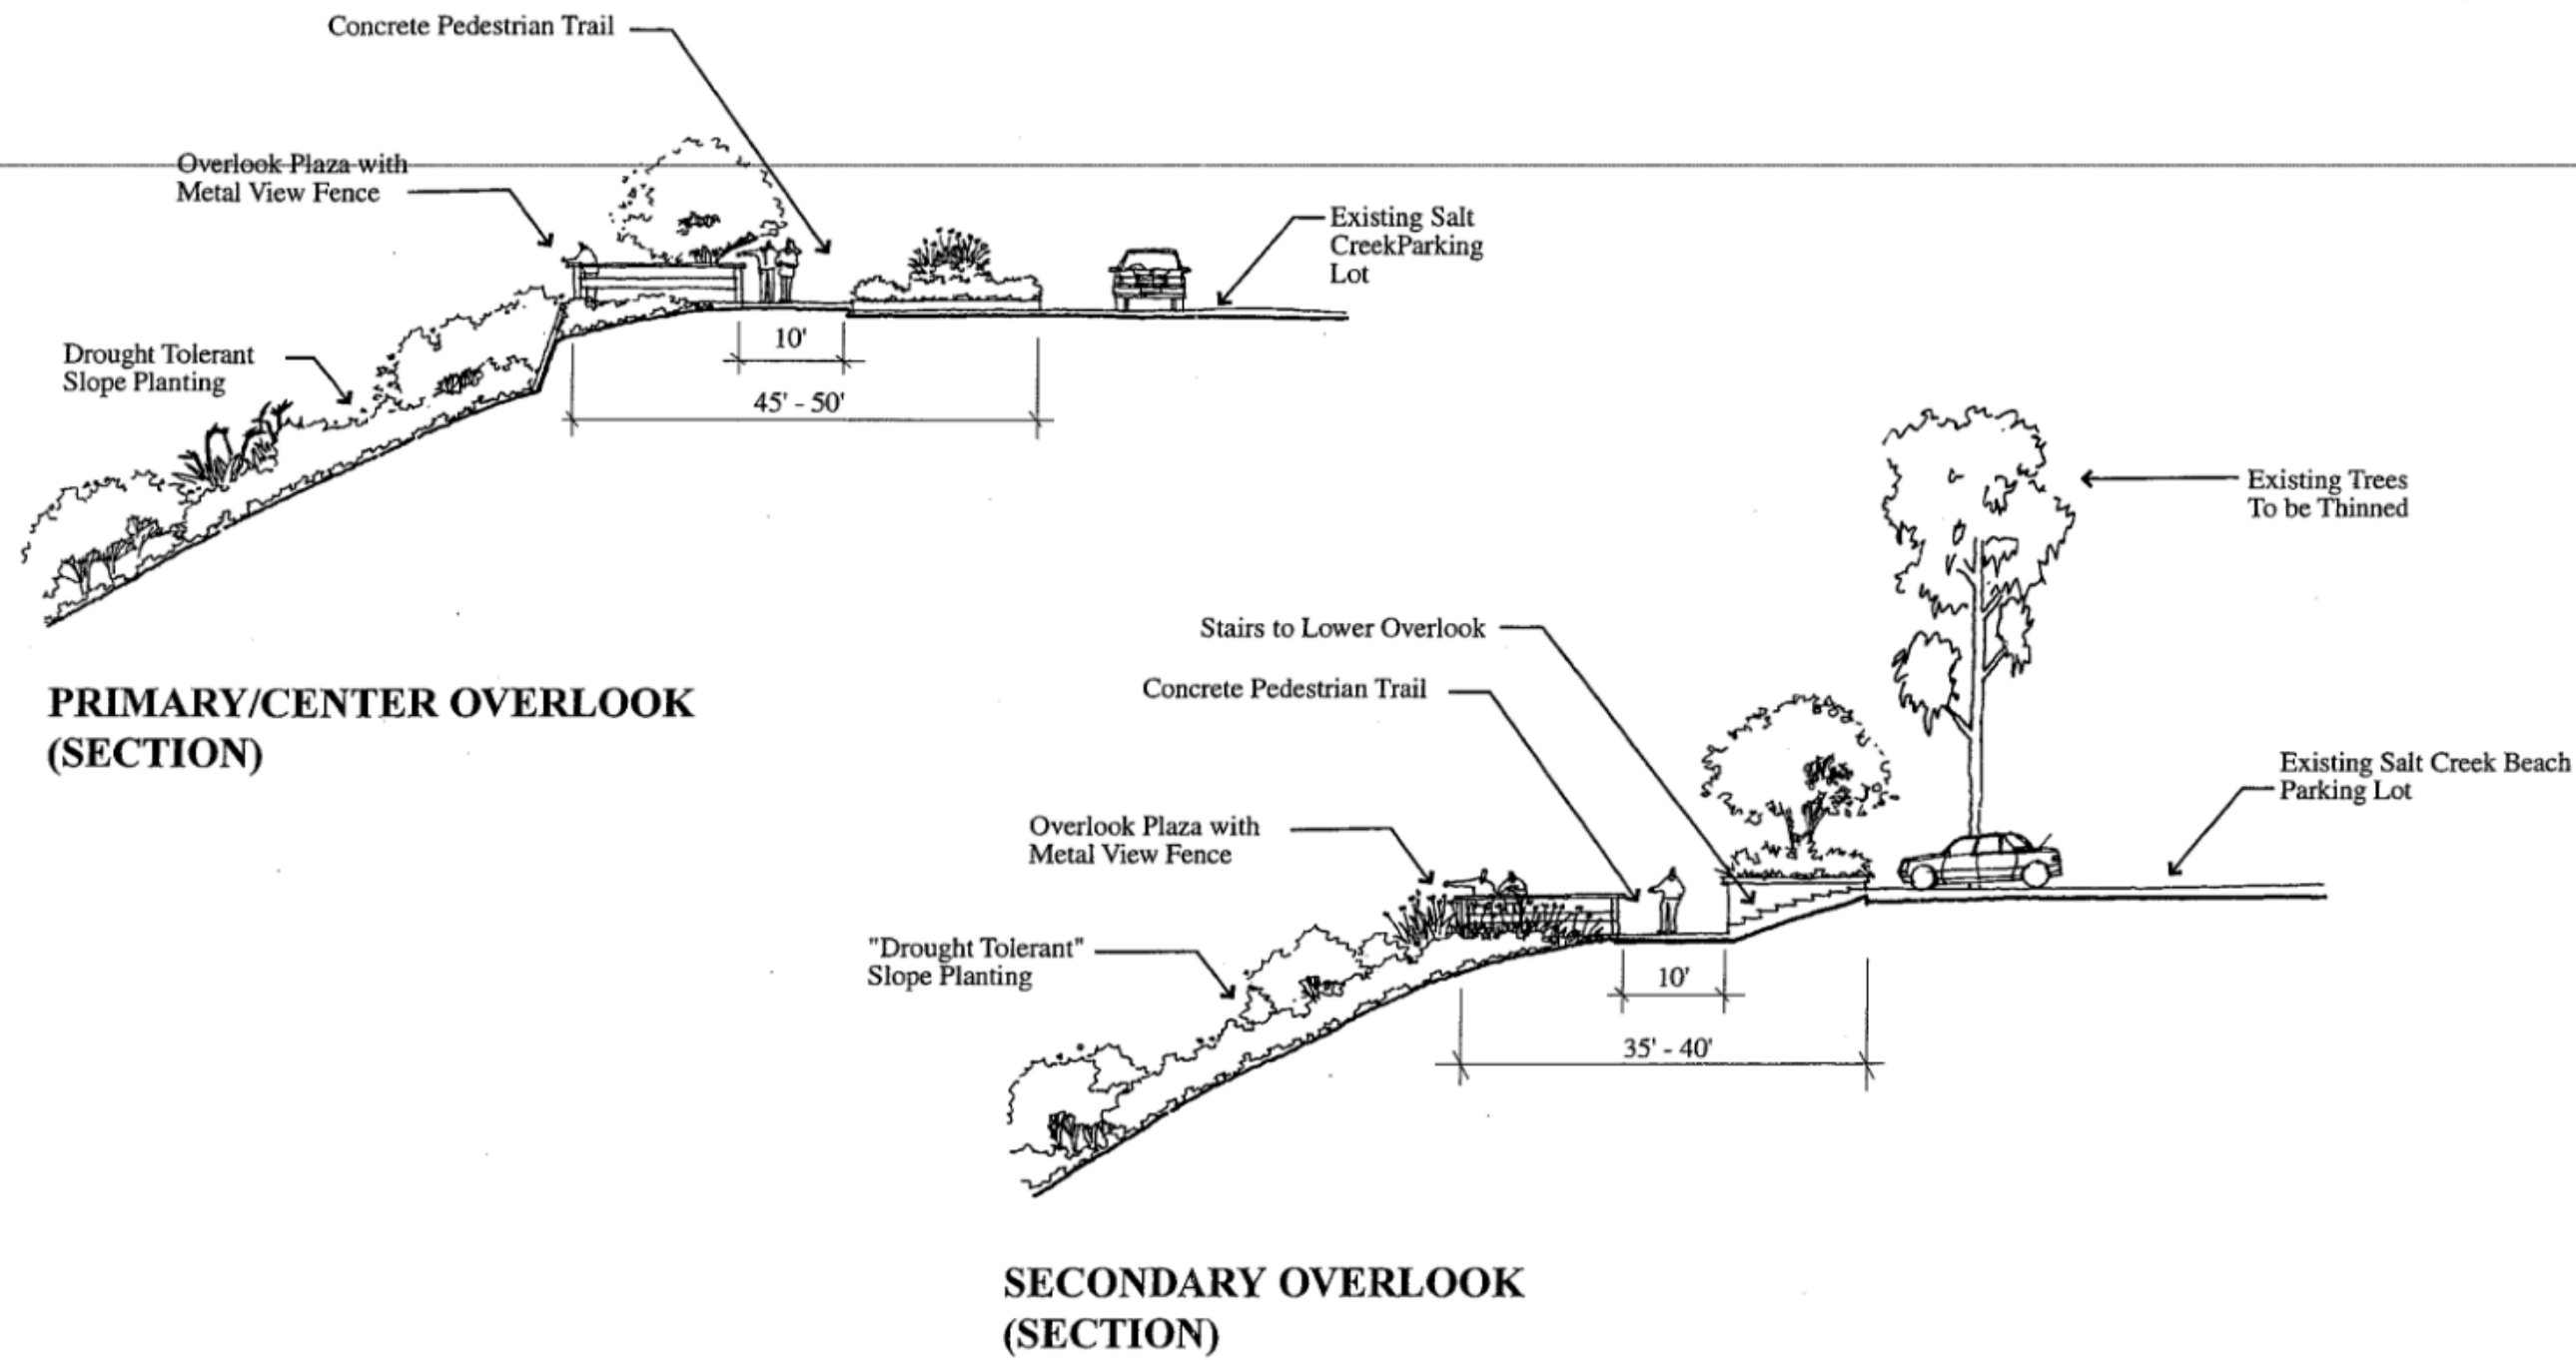 Concrete Pedestrian Trail
Overlook Plaza with
Metal View Fence
Existing Salt
CreekParking
Lot
Drought Tolerant
Slope Planting
10'
45' - 50'
PRIMARY/CENTER OVERLOOK
(SECTION)
Existing Trees
To be Thinned
Stairs to Lower Overlook
Concrete Pedestrian Trail
Existing Salt Creek Beach
Parking Lot
Overlook Plaza with
Metal View Fence
"Drought Tolerant"
Slope Planting
10'
35' - 40'
SECONDARY OVERLOOK
(SECTION)